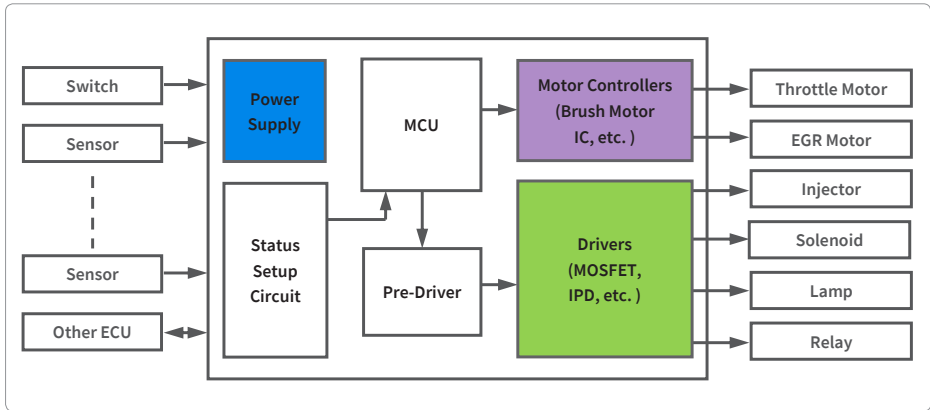 Switch
Sensor
Sensor
Other ECU
Power
Supply
Status
Setup
Circuit
MCU
Pre-Driver
Motor Controllers
(Brush Motor
IC, etc. )
Drivers
(MOSFET,
IPD, etc. )
Throttle Motor
EGR Motor
Injector
Solenoid
Lamp
Relay